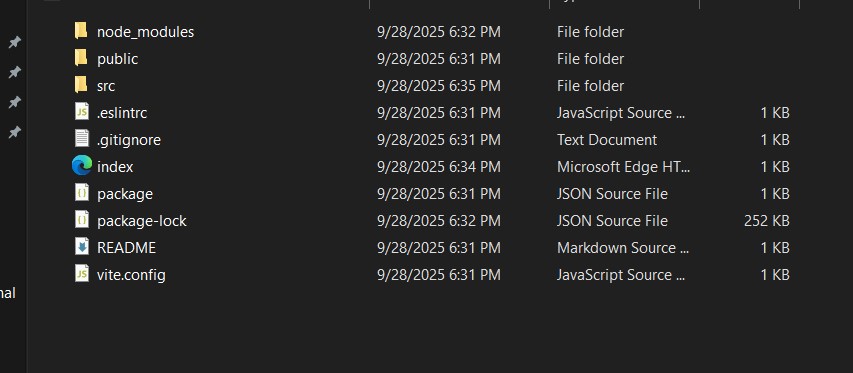 node_modules 9/28/2025 6:32 PM File folder
public 9/28/2025 6:31 PM File folder
src 9/28/2025 6:35 PM File folder
.eslintrc 9/28/2025 6:31 PM JavaScript Source ... 1 KB
.gitignore 9/28/2025 6:31 PM Text Document 1 KB
index 9/28/2025 6:34 PM Microsoft Edge HT... 1 KB
package 9/28/2025 6:31 PM JSON Source File 1 KB
package-lock 9/28/2025 6:32 PM JSON Source File 252 KB
README 9/28/2025 6:31 PM Markdown Source ... 1 KB
vite.config 9/28/2025 6:31 PM JavaScript Source ... 1 KB
nal